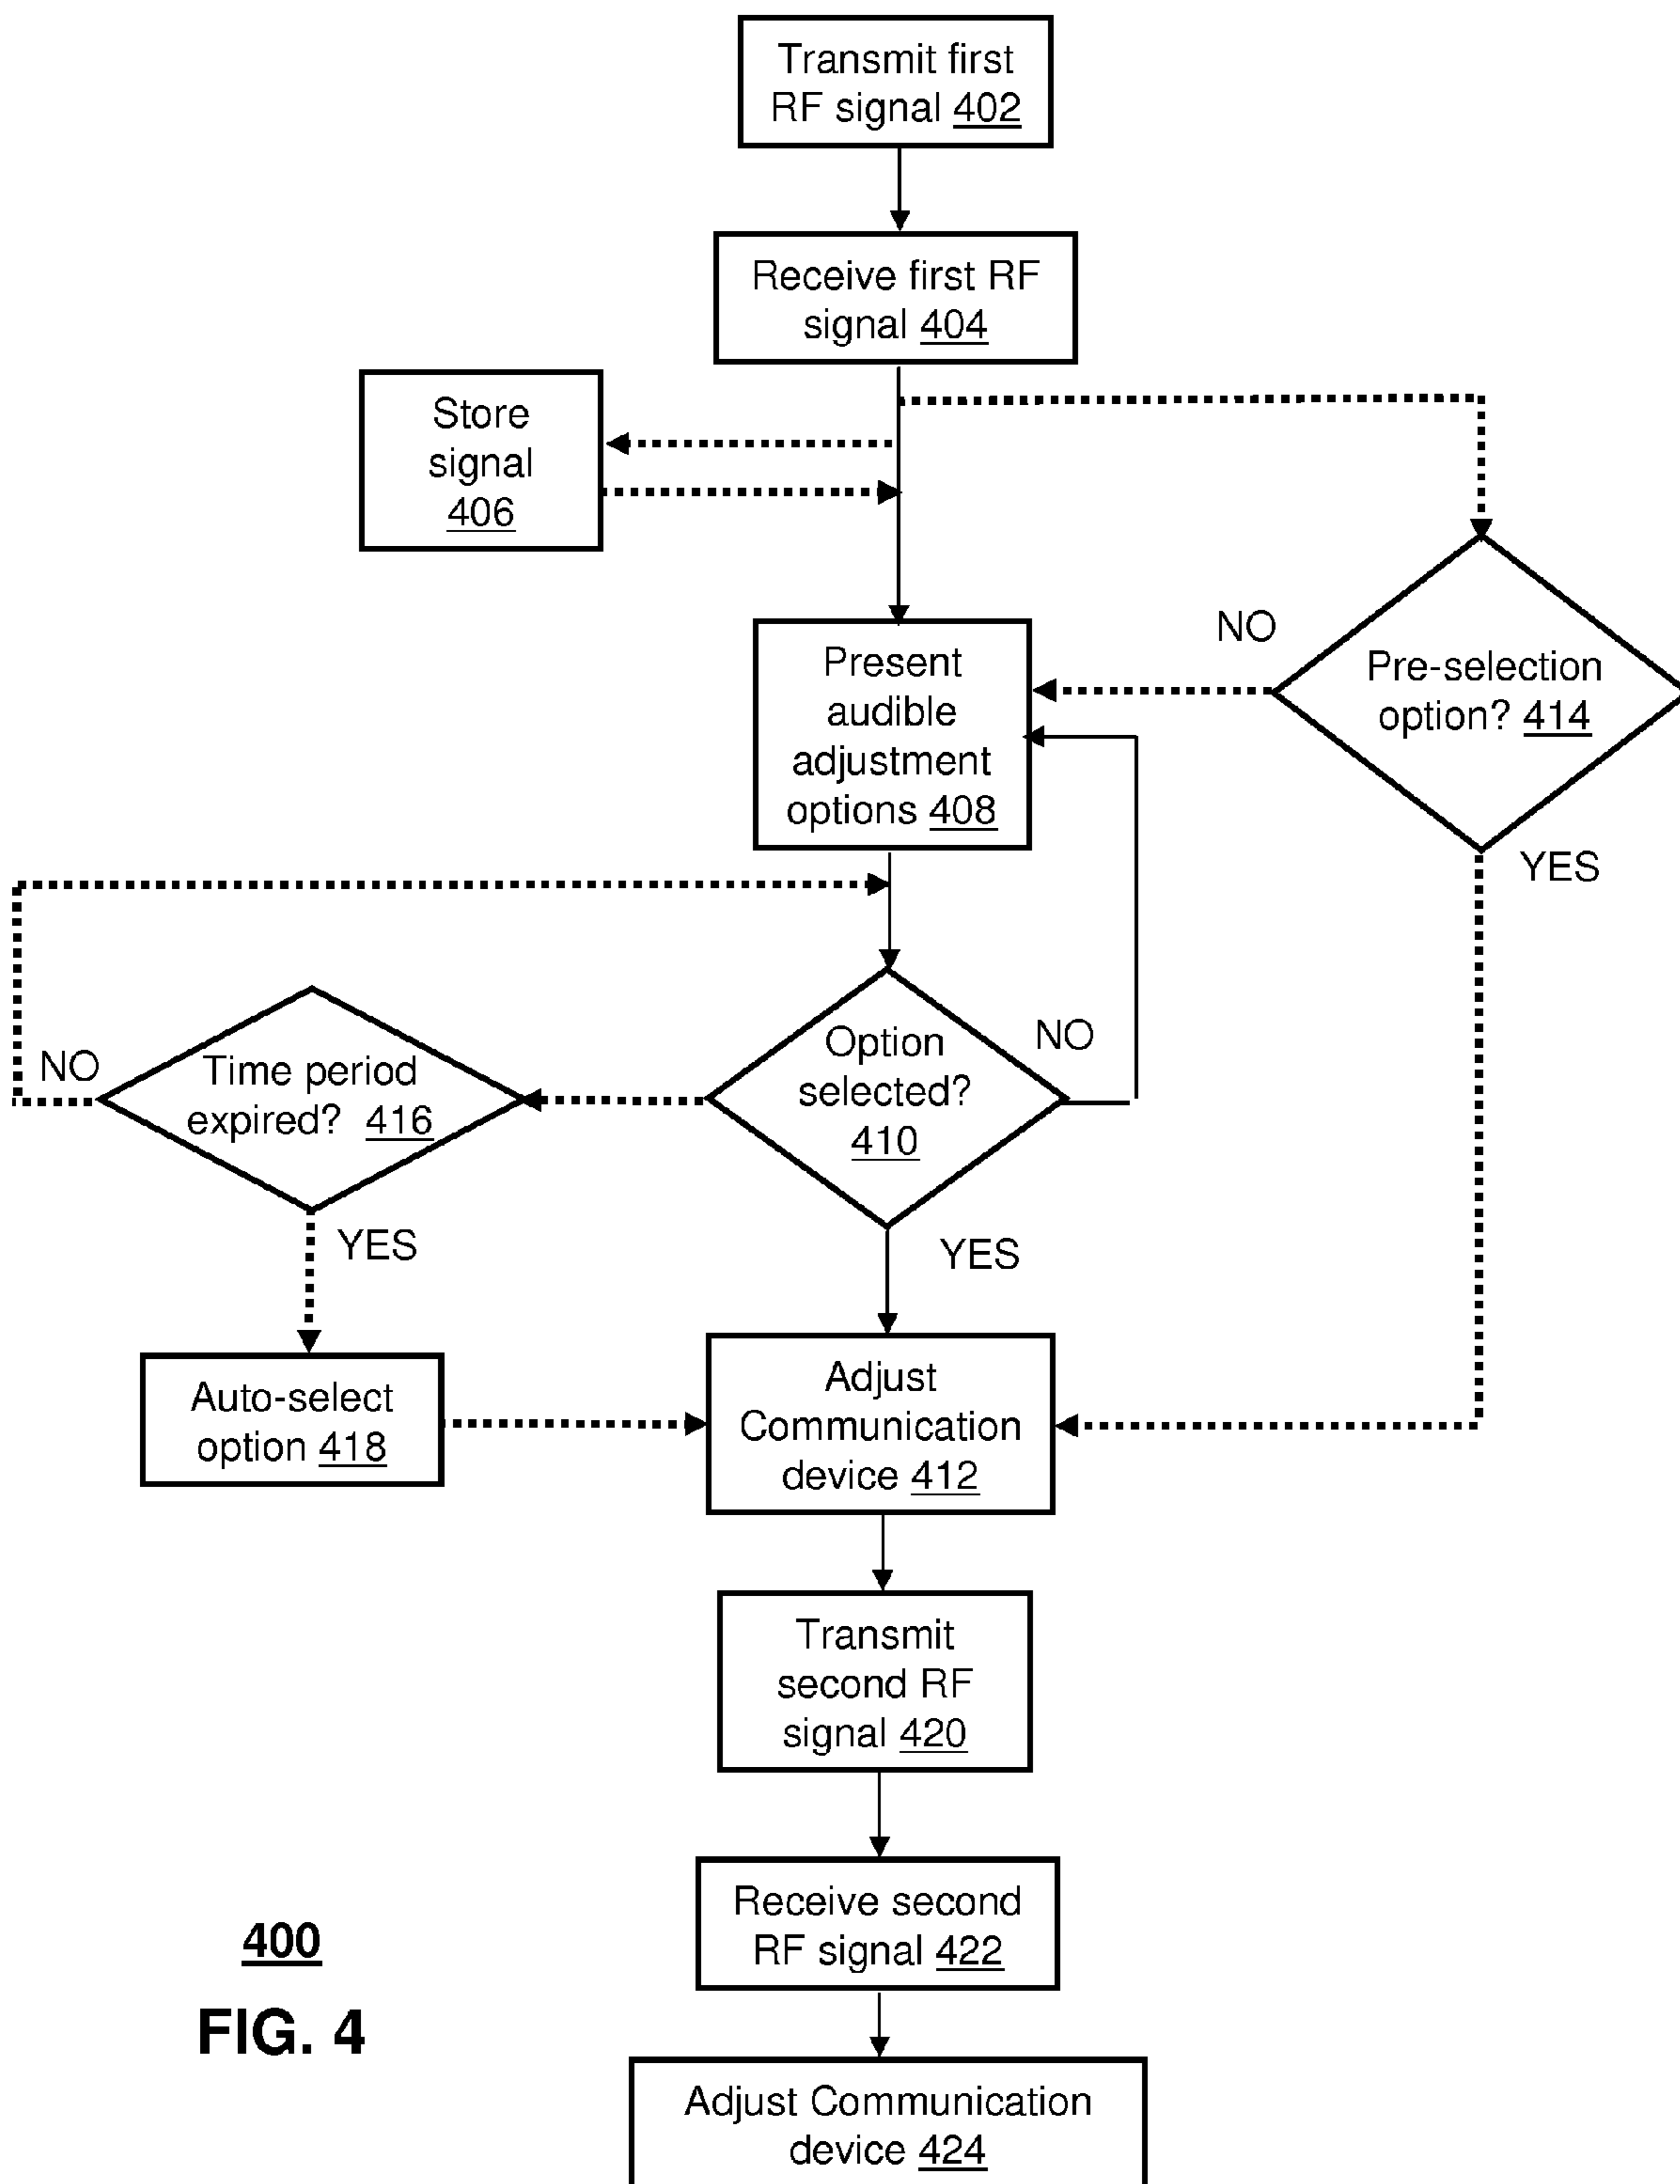 Transmit first
RF signal 402
Receive first RF
signal 404
Store
signal
406
NO
Pre-selection
option? 414
YES
Present
audible
adjustment
options 408
Option
selected?
410
NO
YES
NO
Time period
expired? 416
YES
Auto-select
option 418
Adjust
Communication
device 412
Transmit
second RF
signal 420
Receive second
RF signal 422
Adjust Communication
device 424
400
FIG. 4